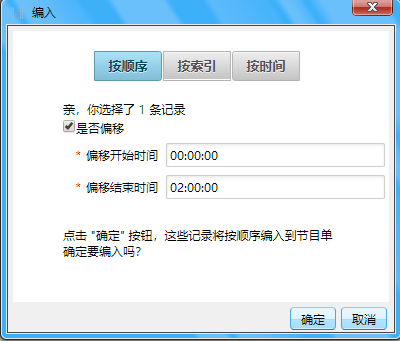 编入
按顺序 按索引 按时间
亲，你选择了 1 条记录
是否偏移
* 偏移开始时间 00:00:00
* 偏移结束时间 02:00:00
点击 "确定" 按钮，这些记录将按顺序编入到节目单
确定要编入吗?
确定 取消